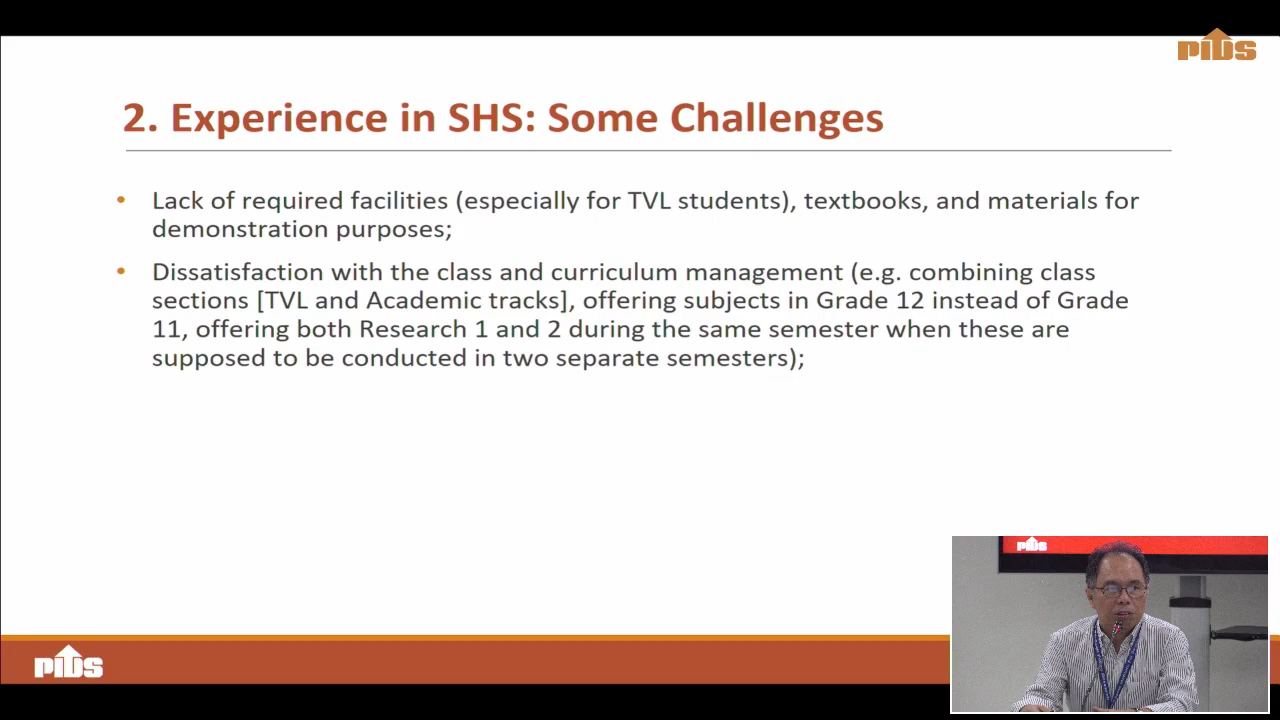 PIDS
2. Experience in SHS: Some Challenges
• Lack of required facilities (especially for TVL students), textbooks, and materials for
demonstration purposes;
• Dissatisfaction with the class and curriculum management (e.g. combining class
sections [TVL and Academic tracks], offering subjects in Grade 12 instead of Grade
11, offering both Research 1 and 2 during the same semester when these are
supposed to be conducted in two separate semesters);
PIDS
PIDS